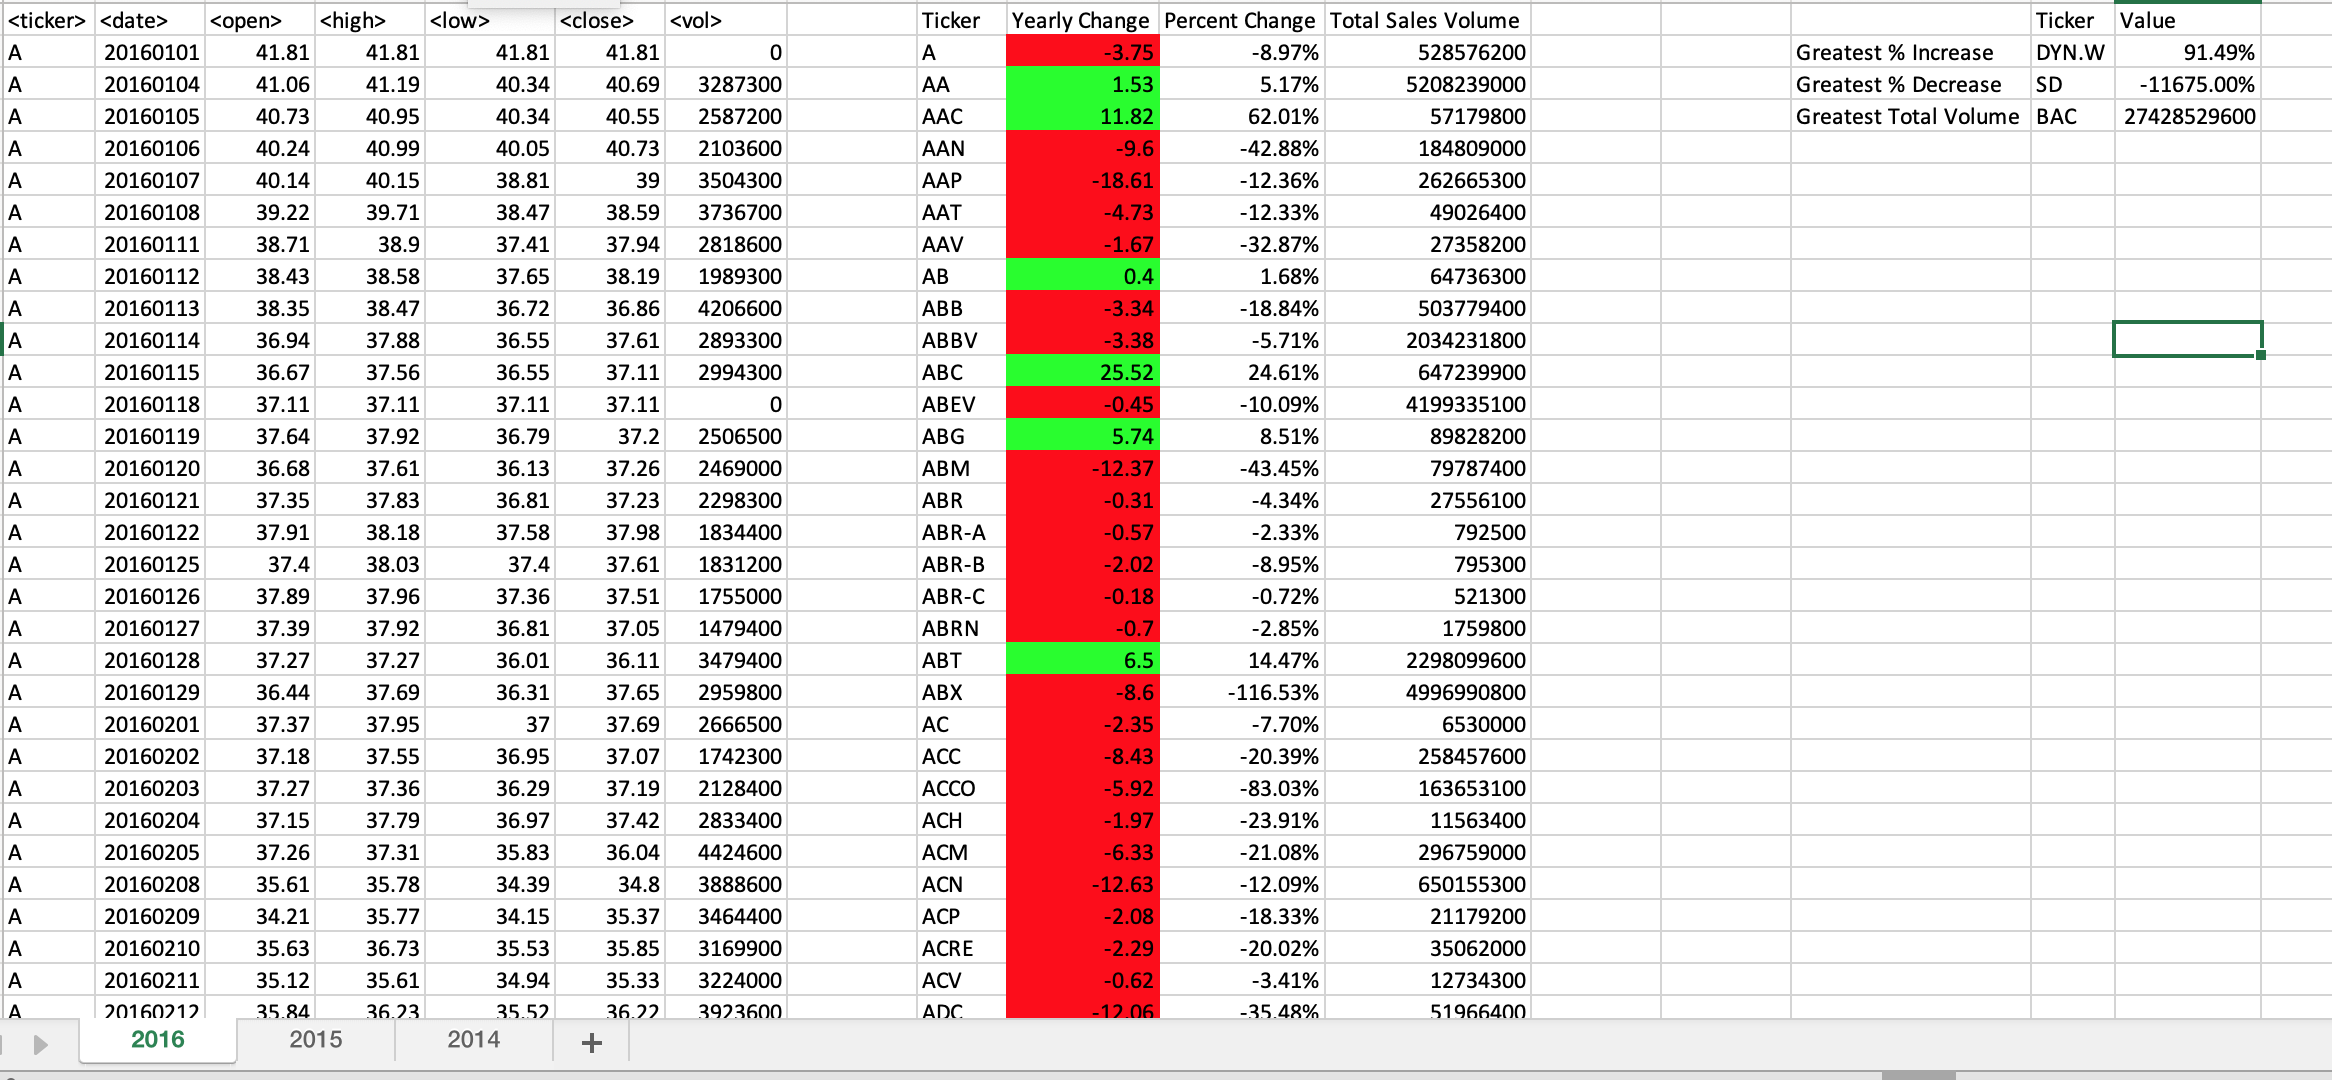 <ticker> <date> <open> <high> <low> <close> <vol> Ticker Yearly Change Percent Change Total Sales Volume Ticker Value
A 20160101 41.81 41.81 41.81 41.81 0 A -3.75 -8.97% 528576200 Greatest % Increase DYN.W 91.49%
A 20160104 41.06 41.19 40.34 40.69 3287300 AA 1.53 5.17% 5208239000 Greatest % Decrease SD -11675.00%
A 20160105 40.73 40.95 40.34 40.55 2587200 AAC 11.82 62.01% 57179800 Greatest Total Volume BAC 27428529600
A 20160106 40.24 40.99 40.05 40.73 2103600 AAN -9.6 -42.88% 184809000
A 20160107 40.14 40.15 38.81 39 3504300 AAP -18.61 -12.36% 262665300
A 20160108 39.22 39.71 38.47 38.59 3736700 AAT -4.73 -12.33% 49026400
A 20160111 38.71 38.9 37.41 37.94 2818600 AAV -1.67 -32.87% 27358200
A 20160112 38.43 38.58 37.65 38.19 1989300 AB 0.4 1.68% 64736300
A 20160113 38.35 38.47 36.72 36.86 4206600 ABB -3.34 -18.84% 503779400
A 20160114 36.94 37.88 36.55 37.61 2893300 ABBV -3.38 -5.71% 2034231800
A 20160115 36.67 37.56 36.55 37.11 2994300 ABC 25.52 24.61% 647239900
A 20160118 37.11 37.11 37.11 37.11 0 ABEV -0.45 -10.09% 4199335100
A 20160119 37.64 37.92 36.79 37.2 2506500 ABG 5.74 8.51% 89828200
A 20160120 36.68 37.61 36.13 37.26 2469000 ABM -12.37 -43.45% 79787400
A 20160121 37.35 37.83 36.81 37.23 2298300 ABR -0.31 -4.34% 27556100
A 20160122 37.91 38.18 37.58 37.98 1834400 ABR-A -0.57 -2.33% 792500
A 20160125 37.4 38.03 37.4 37.61 1831200 ABR-B -2.02 -8.95% 795300
A 20160126 37.89 37.96 37.36 37.51 1755000 ABR-C -0.18 -0.72% 521300
A 20160127 37.39 37.92 36.81 37.05 1479400 ABRN -0.7 -2.85% 1759800
A 20160128 37.27 37.27 36.01 36.11 3479400 ABT 6.5 14.47% 2298099600
A 20160129 36.44 37.69 36.31 37.65 2959800 ABX -8.6 -116.53% 4996990800
A 20160201 37.37 37.95 37 37.69 2666500 AC -2.35 -7.70% 6530000
A 20160202 37.18 37.55 36.95 37.07 1742300 ACC -8.43 -20.39% 258457600
A 20160203 37.27 37.36 36.29 37.19 2128400 ACCO -5.92 -83.03% 163653100
A 20160204 37.15 37.79 36.97 37.42 2833400 ACH -1.97 -23.91% 11563400
A 20160205 37.26 37.31 35.83 36.04 4424600 ACM -6.33 -21.08% 296759000
A 20160208 35.61 35.78 34.39 34.8 3888600 ACN -12.63 -12.09% 650155300
A 20160209 34.21 35.77 34.15 35.37 3464400 ACP -2.08 -18.33% 21179200
A 20160210 35.63 36.73 35.53 35.85 3169900 ACRE -2.29 -20.02% 35062000
A 20160211 35.12 35.61 34.94 35.33 3224000 ACV -0.62 -3.41% 12734300
A 20160212 35.84 36.23 35.52 36.22 3923600 ADC -12.06 -35.48% 51966400
2016 2015 2014 +